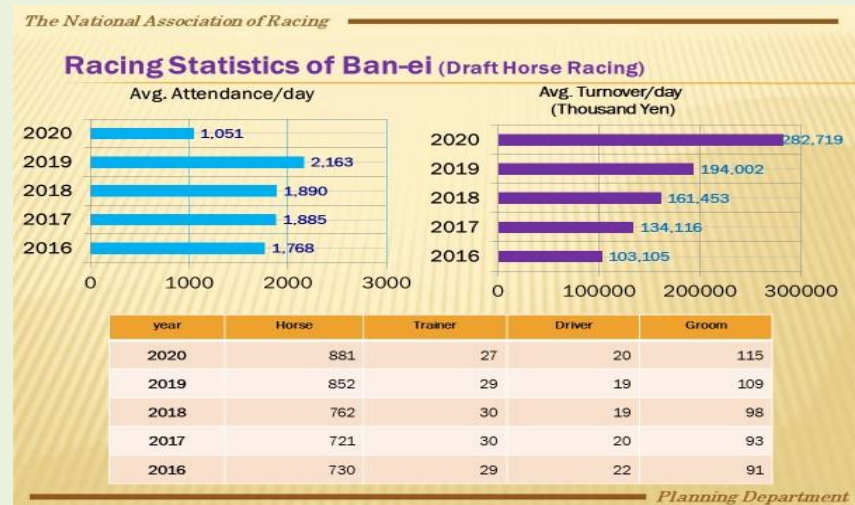 The National Association of Racing
Racing Statistics of Ban-ei (Draft Horse Racing)
Avg. Attendance/day
2020 1,051
2019 2,163
2018 1,890
2017 1,885
2016 1,768
0 1000 2000 3000
Avg. Turnover/day
(Thousand Yen)
2020 282,719
2019 194,002
2018 161,453
2017 134,116
2016 103,105
0 100000 200000 300000
year Horse Trainer Driver Groom
2020 881 27 20 115
2019 852 29 19 109
2018 762 30 19 98
2017 721 30 20 93
2016 730 29 22 91
Planning Department